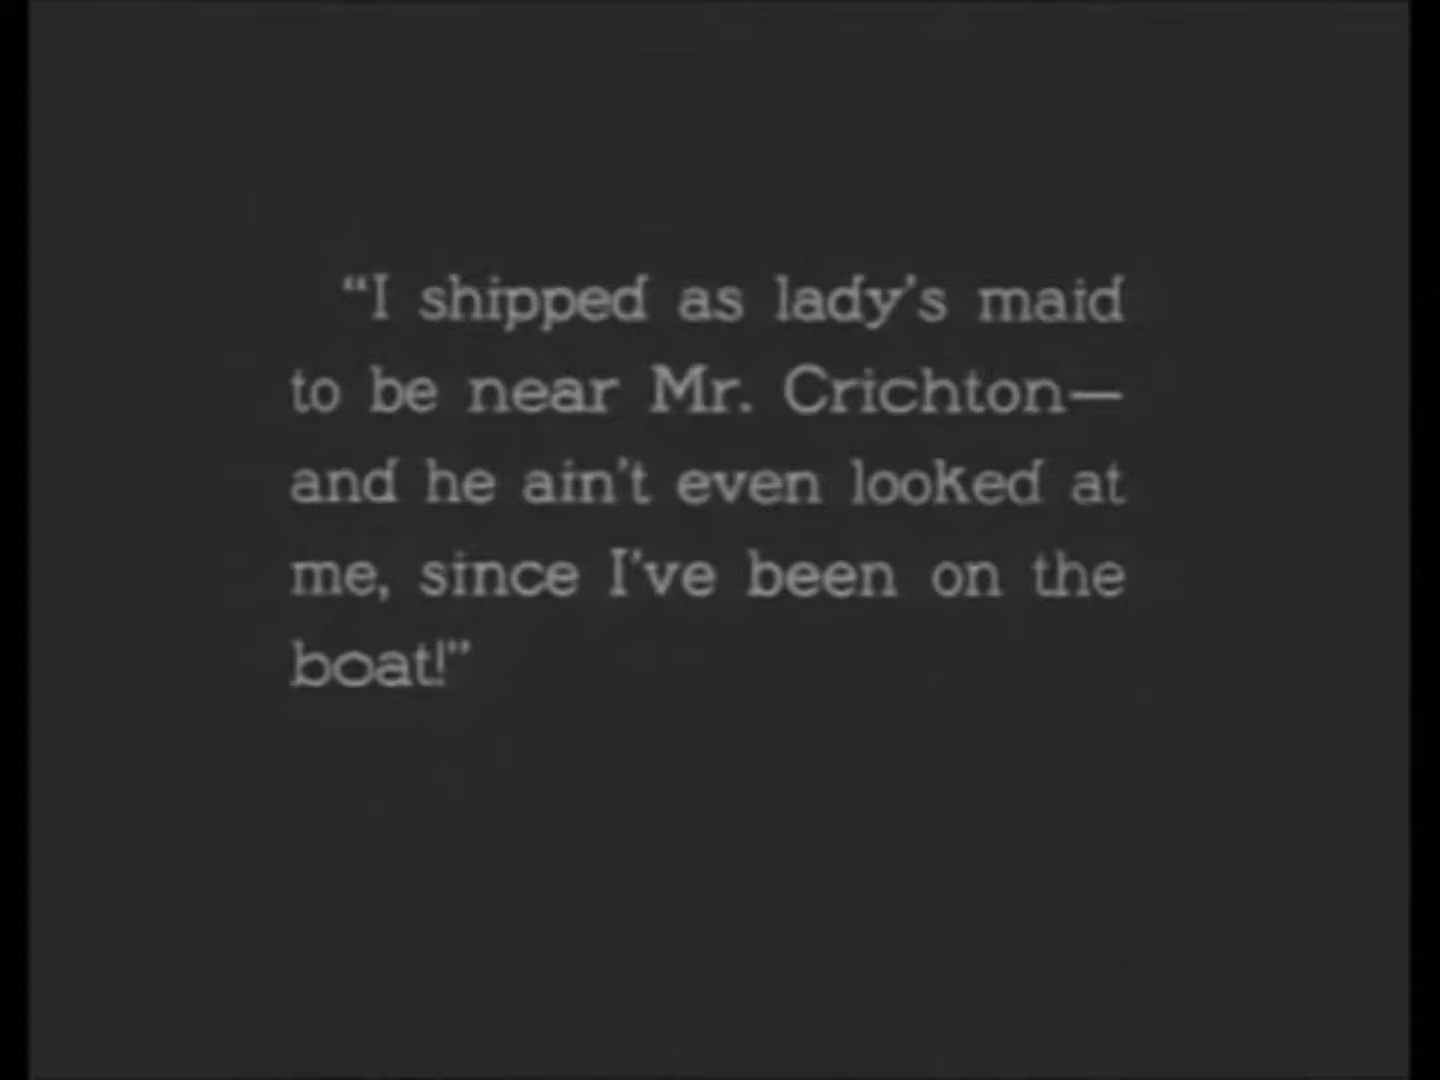 “I shipped as lady’s maid
to be near Mr. Crichton—
and he ain’t even looked at
me, since I’ve been on the
boat!”